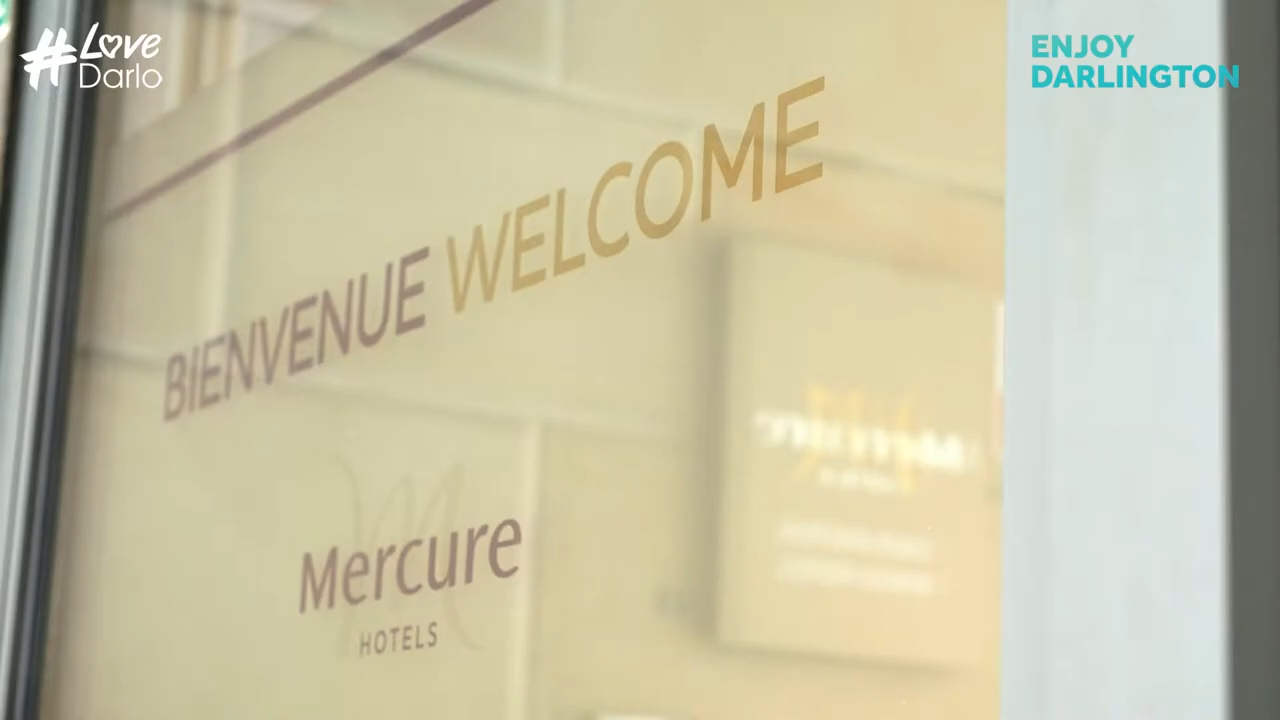 #Love
Darlo
ENJOY
DARLINGTON
BIENVENUE WELCOME
Mercure
HOTELS